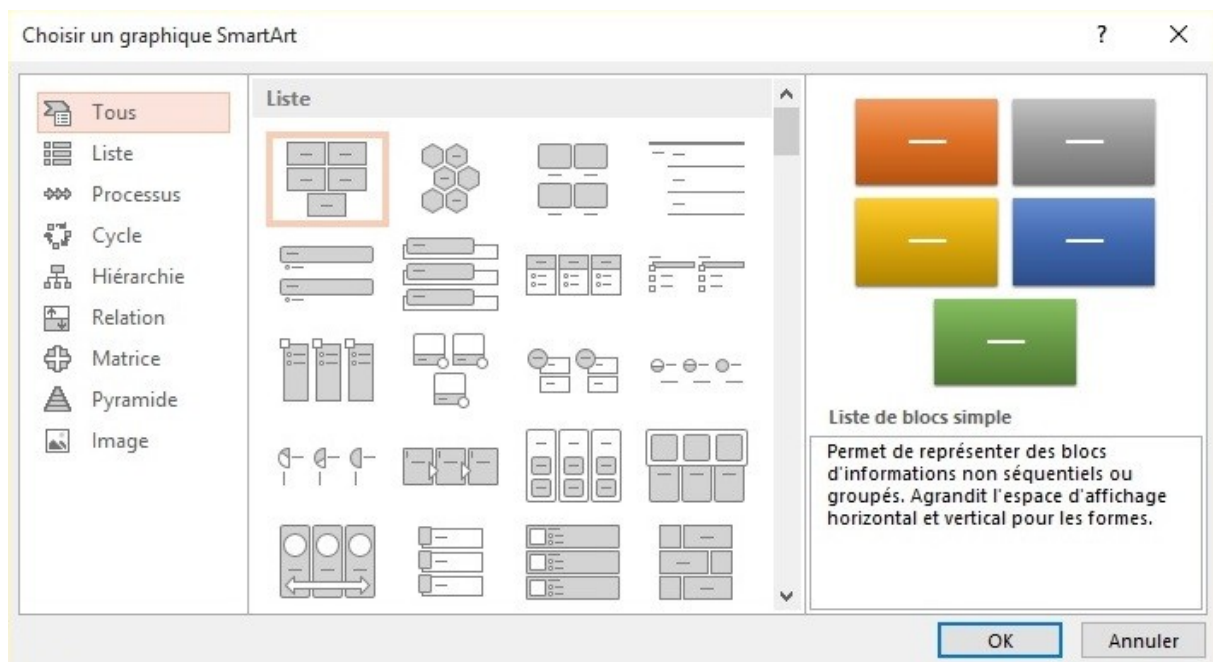 Choisir un graphique SmartArt
?
Tous
Liste
Processus
Cycle
Hiérarchie
Relation
Matrice
Pyramide
Image
Liste
Liste de blocs simple
Permet de représenter des blocs
d'informations non séquentiels ou
groupés. Agrandit l'espace d'affichage
horizontal et vertical pour les formes.
OK
Annuler